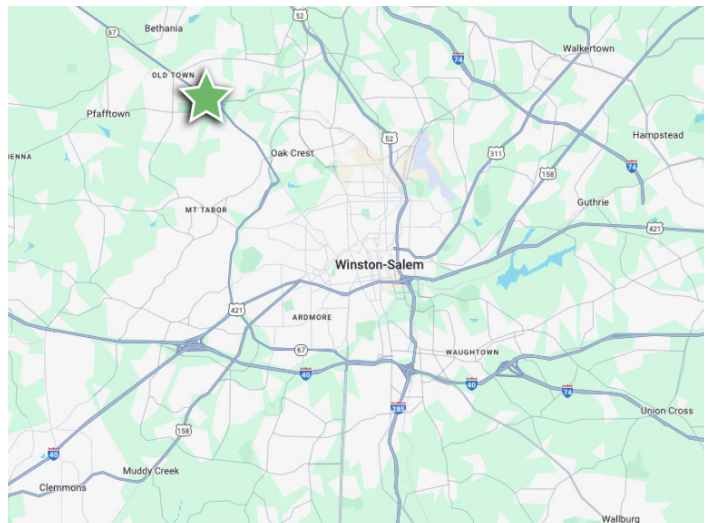 Bethania
52
67
Walkertown
74
OLD TOWN
Pfafftown
Hampstead
52
Oak Crest
311
ENNA
158
74
Guthrie
MT TABOR
421
Winston-Salem
421
ARDMORE
67
WAUGHTOWN
40
40
74
285
Union Cross
158
40
Muddy Creek
Clemmons
Wallburg